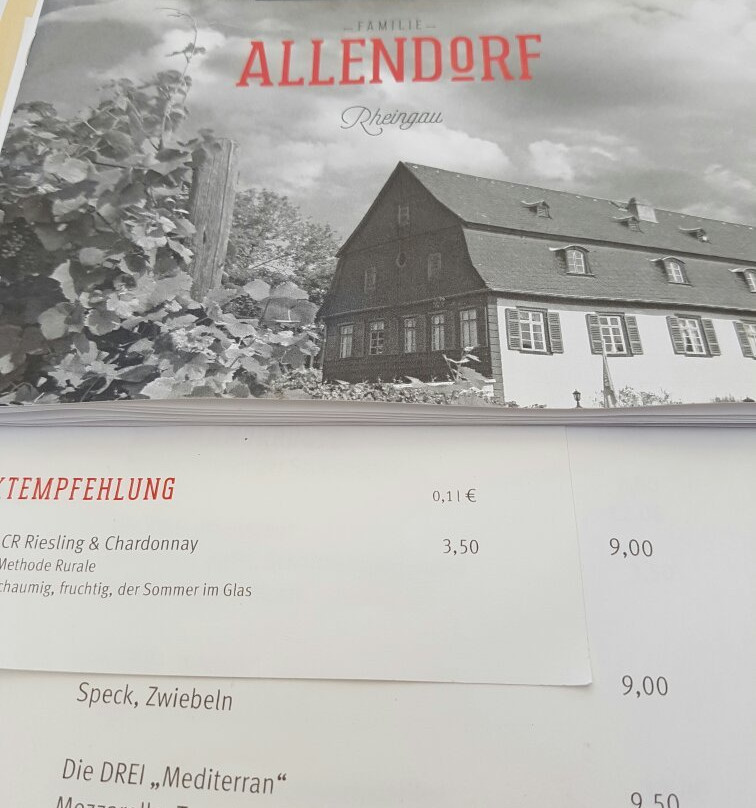 FAMILIE
ALLENDORF
Rheingau
KTEMPFEHLUNG 0,1 l €
CR Riesling & Chardonnay 3,50 9,00
Methode Rurale
chaumig, fruchtig, der Sommer im Glas
Speck, Zwiebeln 9,00
Die DREI „Mediterran“
9,50